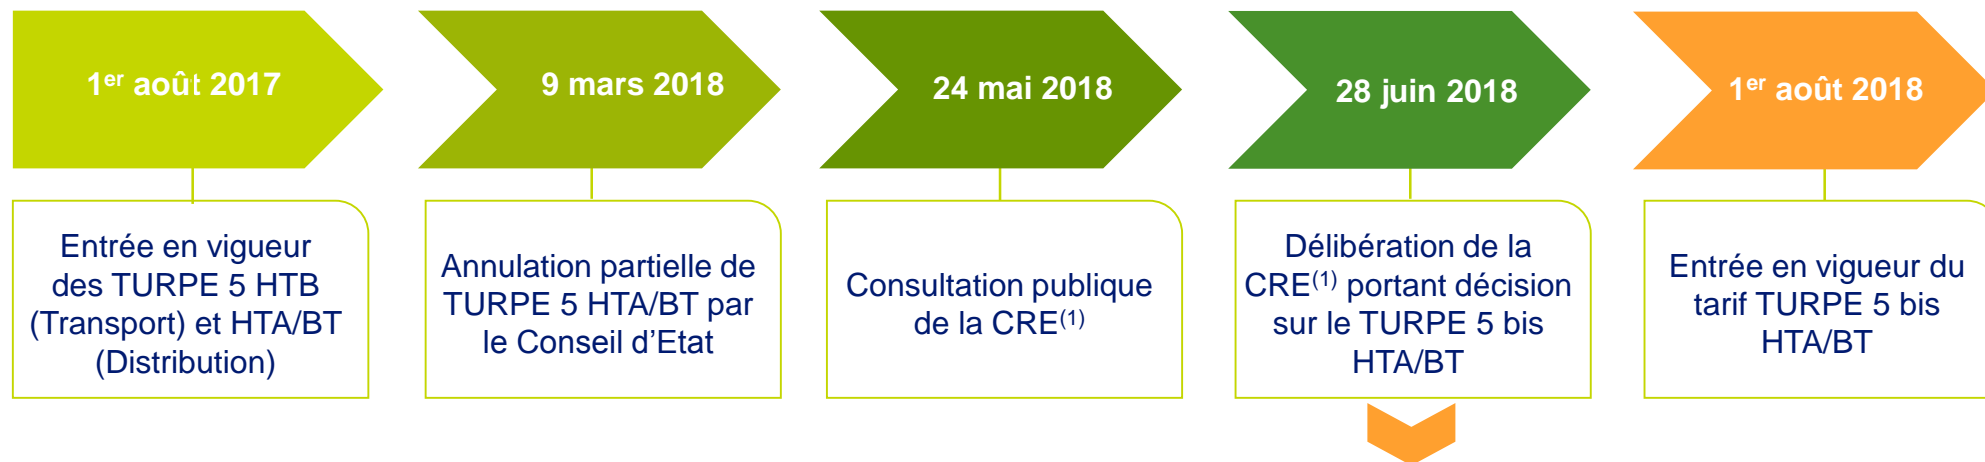 1er août 2017
Entrée en vigueur
des TURPE 5 HTB
(Transport) et HTA/BT
(Distribution)
9 mars 2018
Annulation partielle de
TURPE 5 HTA/BT par
le Conseil d’Etat
24 mai 2018
Consultation publique
de la CRE(1)
28 juin 2018
Délibération de la
CRE(1) portant décision
sur le TURPE 5 bis
HTA/BT
1er août 2018
Entrée en vigueur du
tarif TURPE 5 bis
HTA/BT